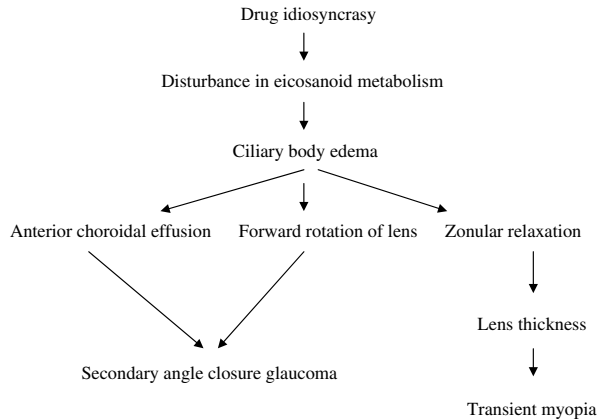 Drug idiosyncrasy
Disturbance in eicosanoid metabolism
Ciliary body edema
Anterior choroidal effusion
Forward rotation of lens
Zonular relaxation
Lens thickness
Secondary angle closure glaucoma
Transient myopia